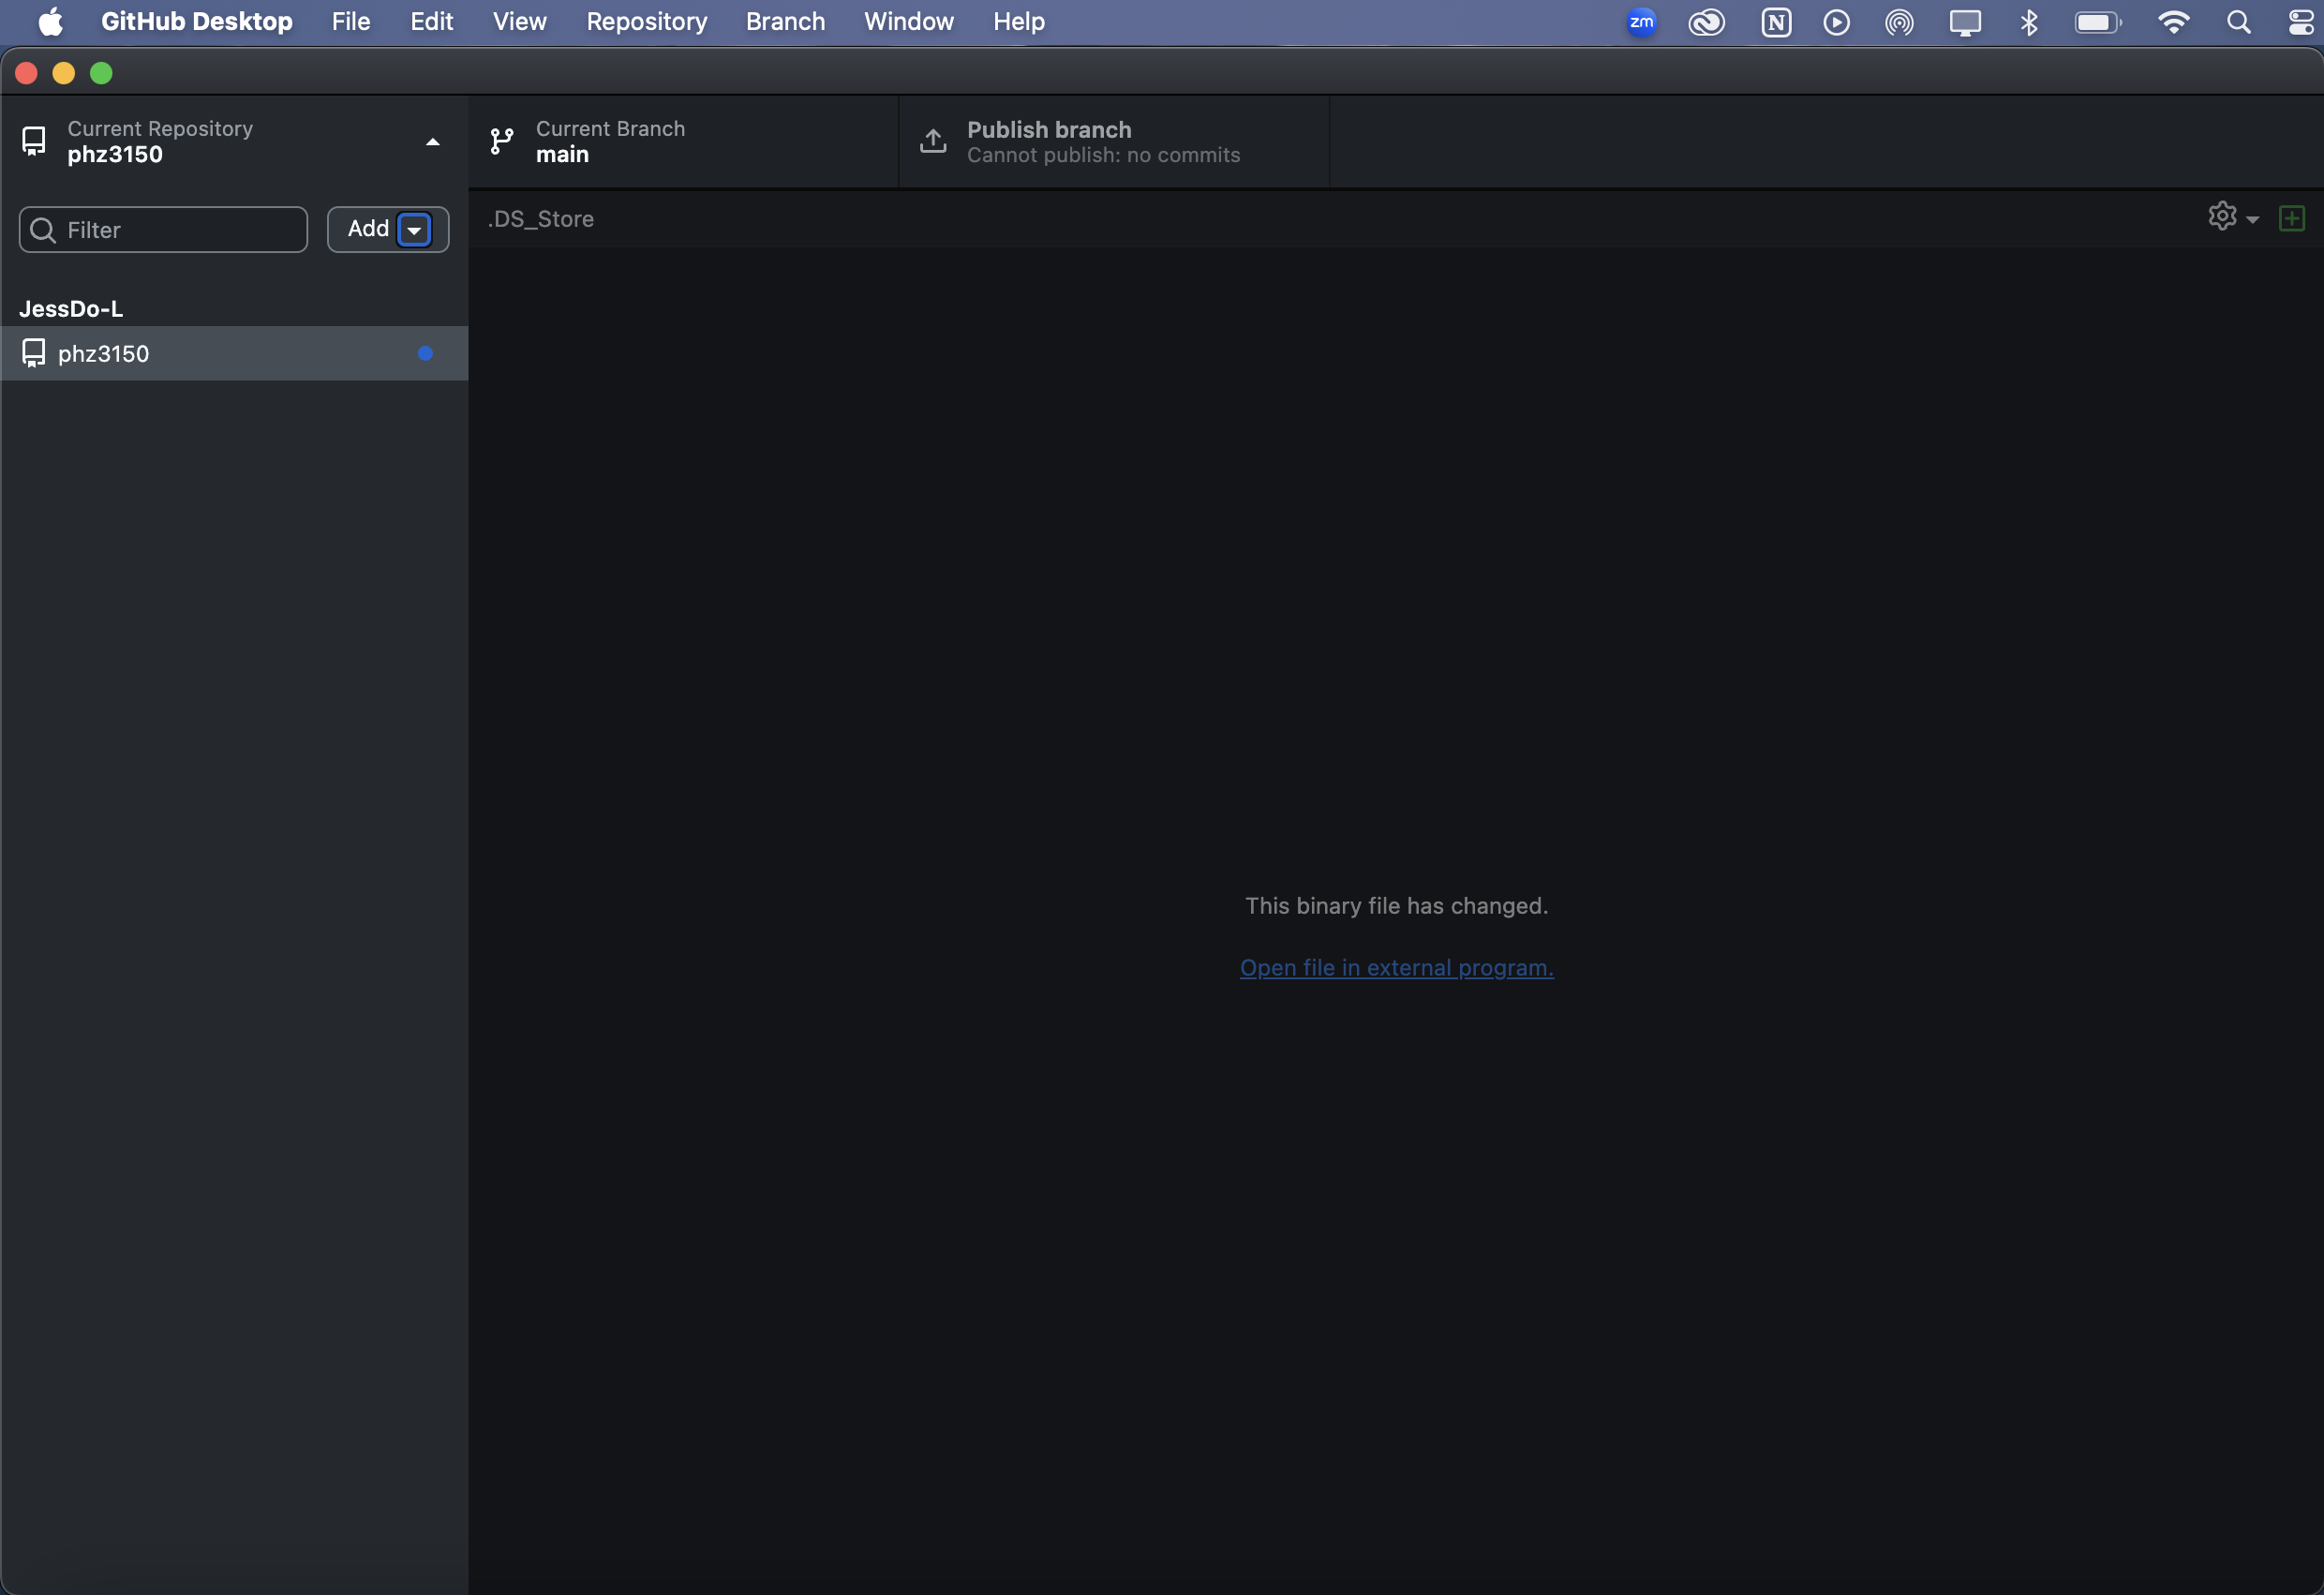 GitHub Desktop File Edit View Repository Branch Window Help zm N
Current Repository
phz3150
Current Branch
main
Publish branch
Cannot publish: no commits
Filter
Add
.DS_Store
JessDo-L
phz3150
This binary file has changed.
Open file in external program.